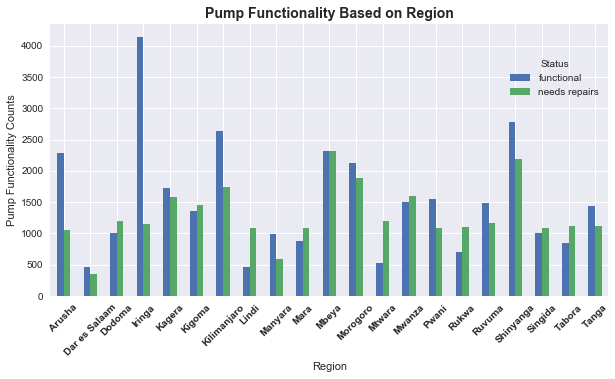 Pump Functionality Based on Region
Pump Functionality Counts
4000
3500
3000
2500
2000
1500
1000
500
0
Status
functional
needs repairs
Arusha
Dar es Salaam
Dodoma
Iringa
Kagera
Kigoma
Kilimanjaro
Lindi
Manyara
Mara
Mbeya
Morogoro
Mtwara
Mwanza
Pwani
Rukwa
Ruvuma
Shinyanga
Singida
Tabora
Tanga
Region